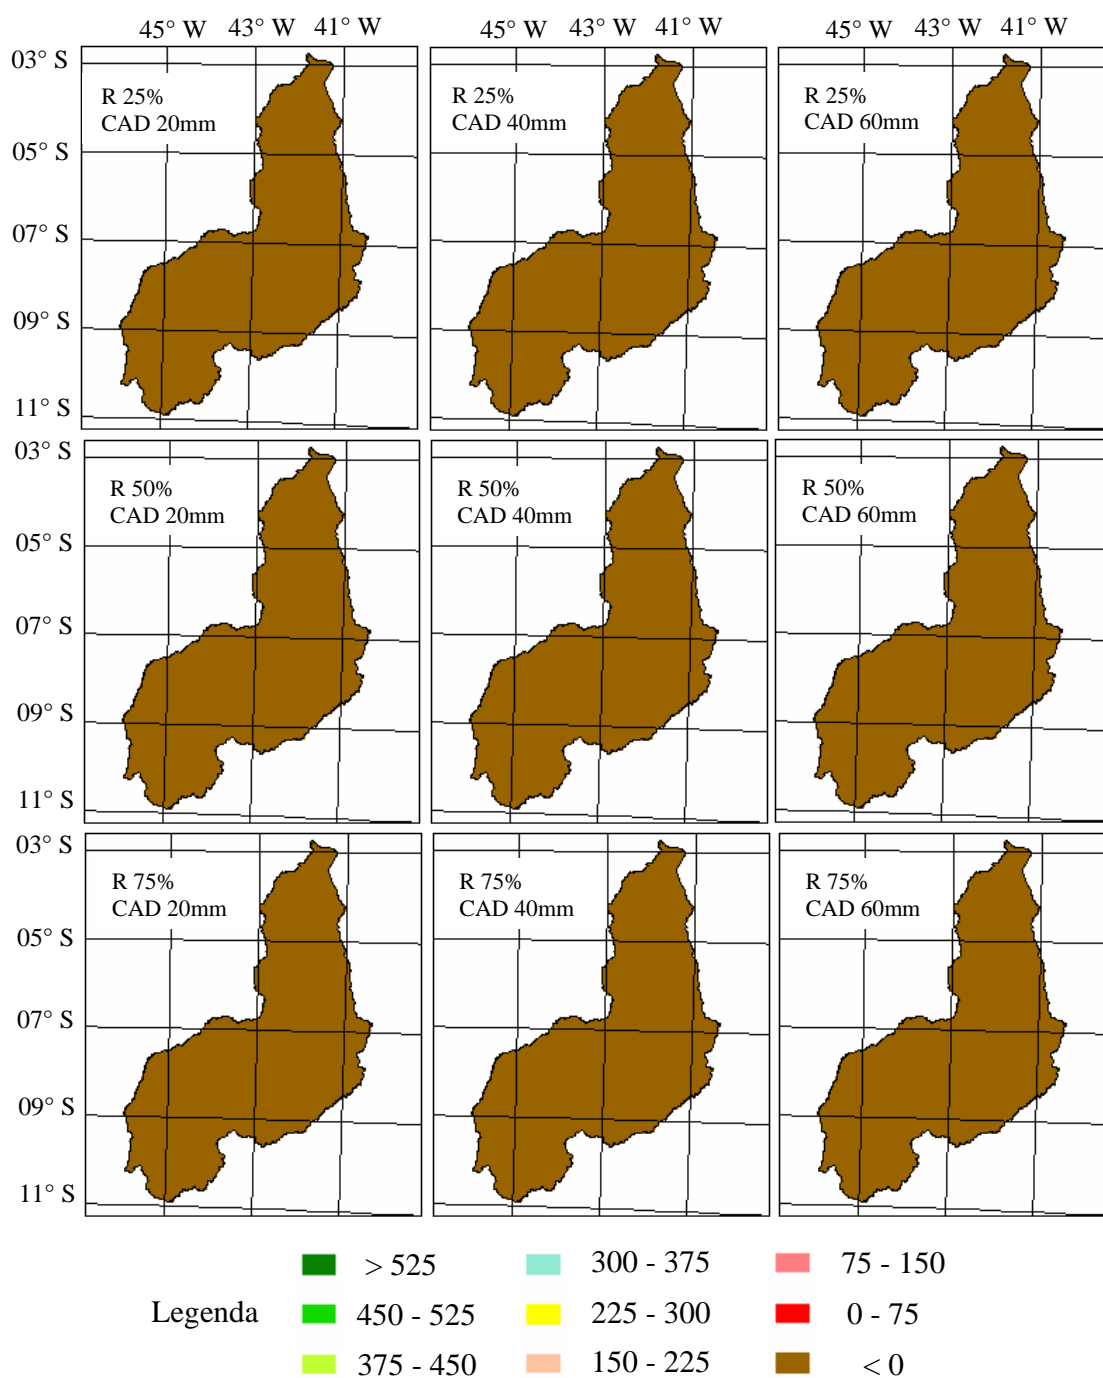 45° W 43° W 41° W 45° W 43° W 41° W 45° W 43° W 41° W
03° S
R 25%
CAD 20mm
R 25%
CAD 40mm
R 25%
CAD 60mm
05° S
07° S
09° S
11° S
03° S
R 50%
CAD 20mm
R 50%
CAD 40mm
R 50%
CAD 60mm
05° S
07° S
09° S
11° S
03° S
R 75%
CAD 20mm
R 75%
CAD 40mm
R 75%
CAD 60mm
05° S
07° S
09° S
11° S
Legenda
> 525
450 - 525
375 - 450
300 - 375
225 - 300
150 - 225
75 - 150
0 - 75
< 0